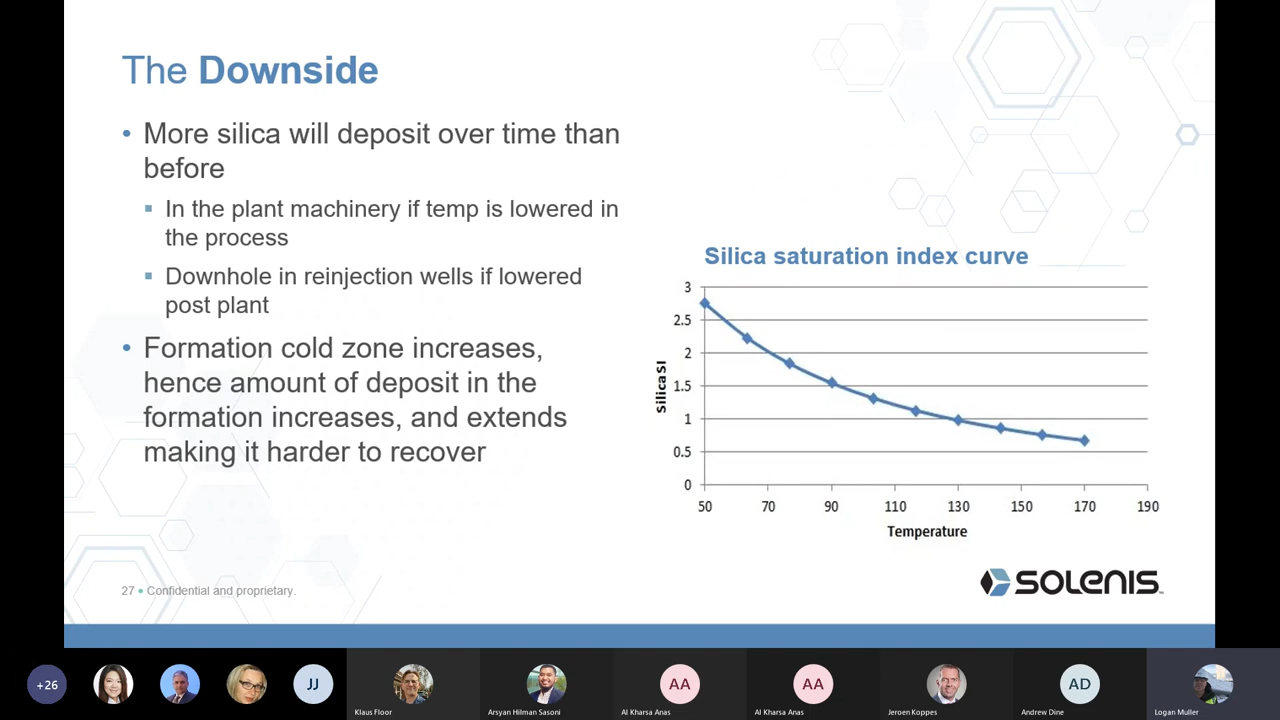 The Downside
• More silica will deposit over time than
before
▪ In the plant machinery if temp is lowered in
the process
▪ Downhole in reinjection wells if lowered
post plant
• Formation cold zone increases,
hence amount of deposit in the
formation increases, and extends
making it harder to recover
Silica saturation index curve
3
2.5
2
1.5
1
0.5
0
Silica SI
50 70 90 110 130 150 170 190
Temperature
27 • Confidential and proprietary.
SOLENIS
+26
JJ
Klaus Floor
Arsyan Hilman Sasoni
AA
Al Kharsa Anas
AA
Al Kharsa Anas
Jeroen Koppes
AD
Andrew Dine
Logan Muller